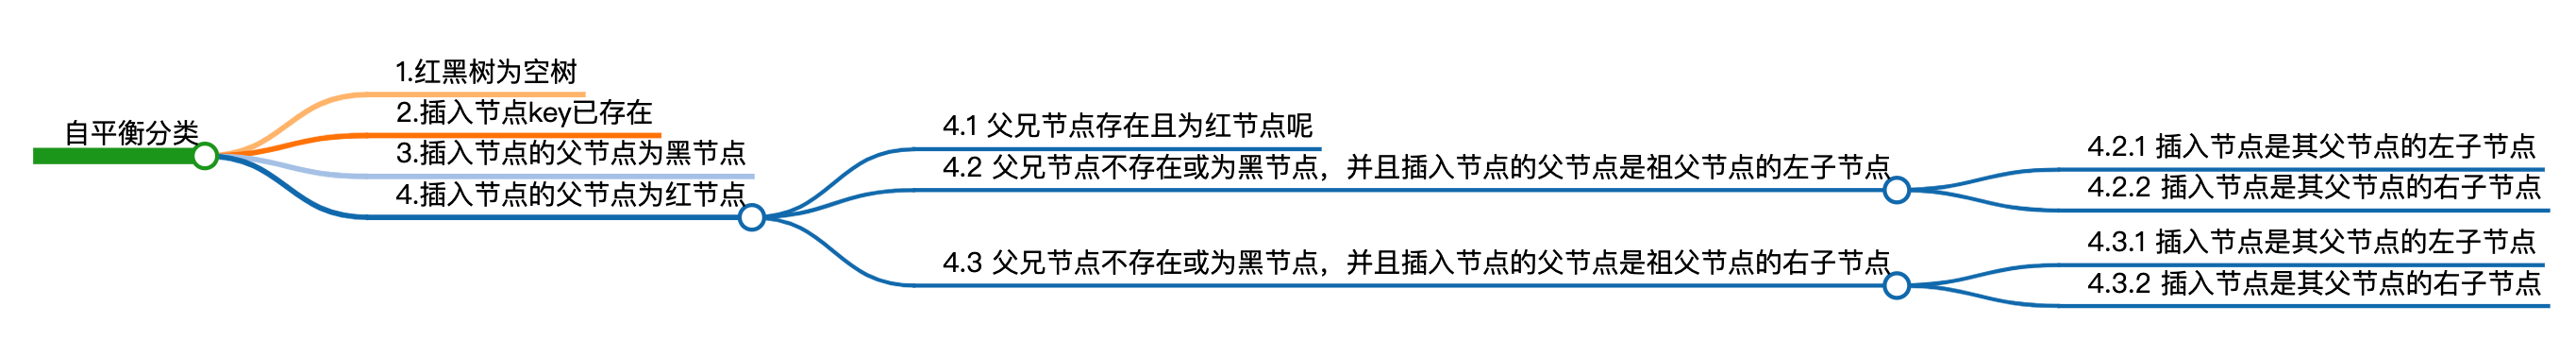 自平衡分类
1.红黑树为空树
2.插入节点key已存在
3.插入节点的父节点为黑节点
4.插入节点的父节点为红节点
4.1 父兄节点存在且为红节点呢
4.2 父兄节点不存在或为黑节点，并且插入节点的父节点是祖父节点的左子节点
4.2.1 插入节点是其父节点的左子节点
4.2.2 插入节点是其父节点的右子节点
4.3 父兄节点不存在或为黑节点，并且插入节点的父节点是祖父节点的右子节点
4.3.1 插入节点是其父节点的左子节点
4.3.2 插入节点是其父节点的右子节点